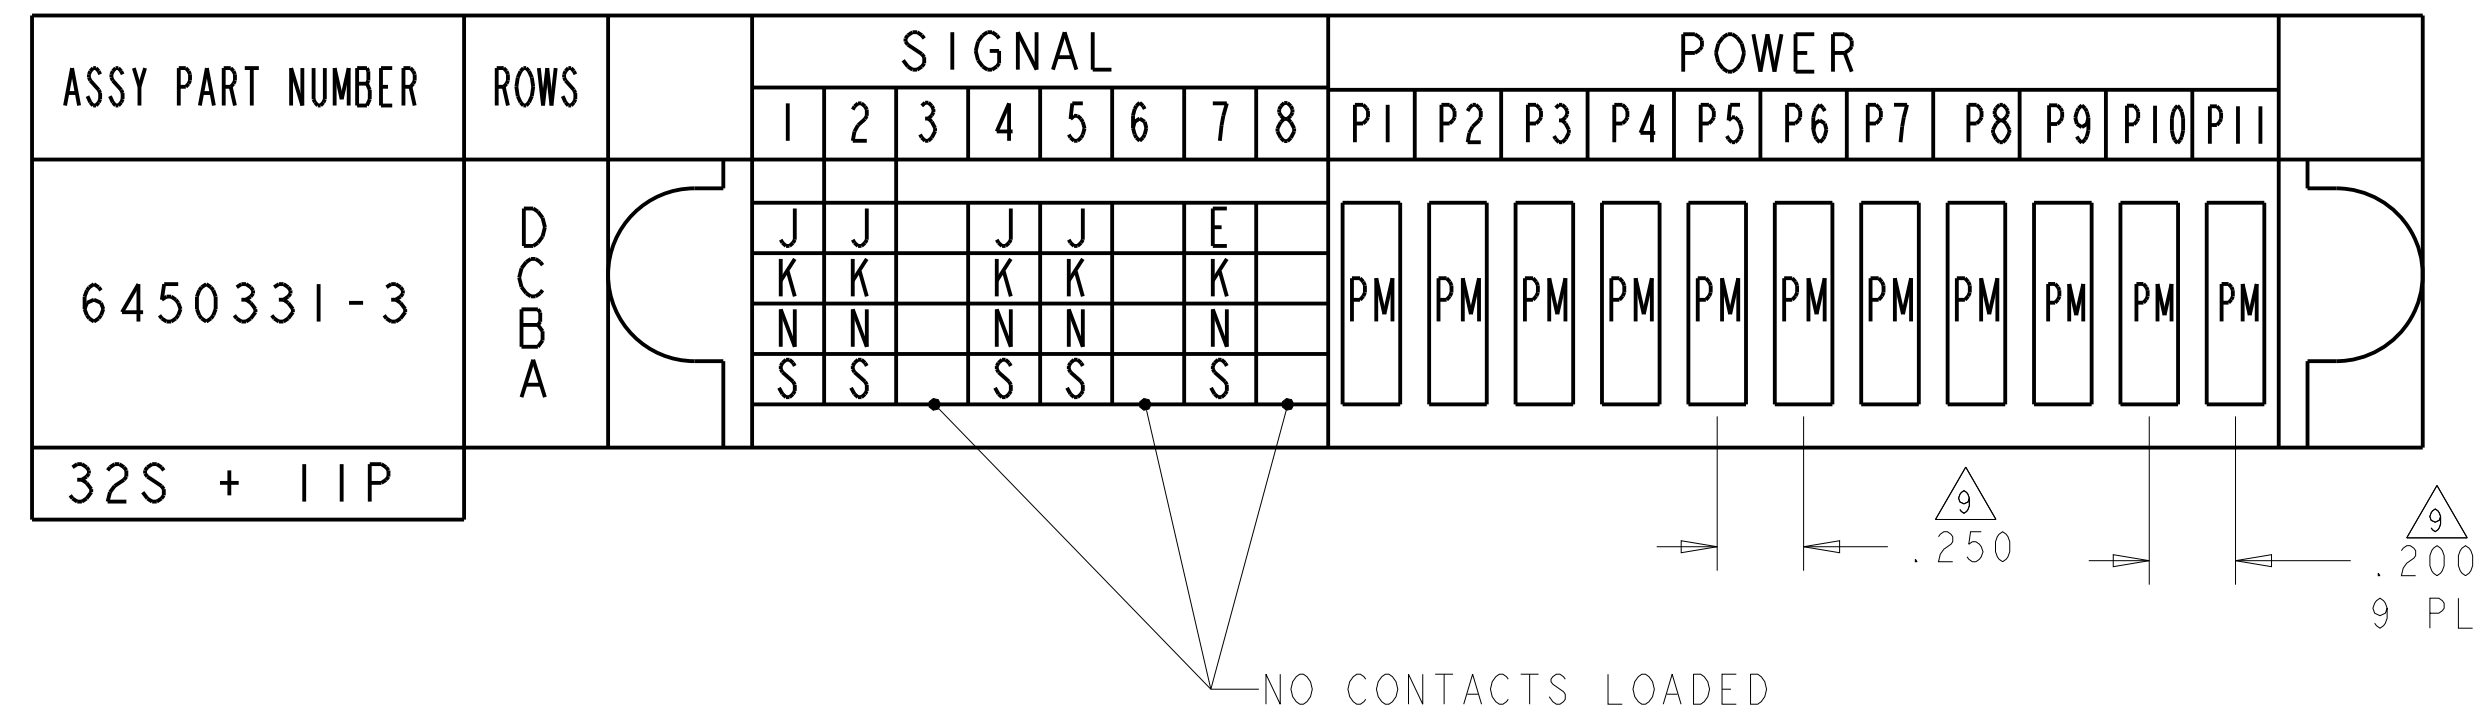 SIGNAL POWER
ASSY PART NUMBER ROWS
1 2 3 4 5 6 7 8 P1 P2 P3 P4 P5 P6 P7 P8 P9 P10 P11
D J J J J E
C K K K K K
6450331-3 PM PM PM PM PM PM PM PM PM PM PM
B N N N N N
A S S S S S
32S + 11P
9
.250
9
.200
9 PL
NO CONTACTS LOADED